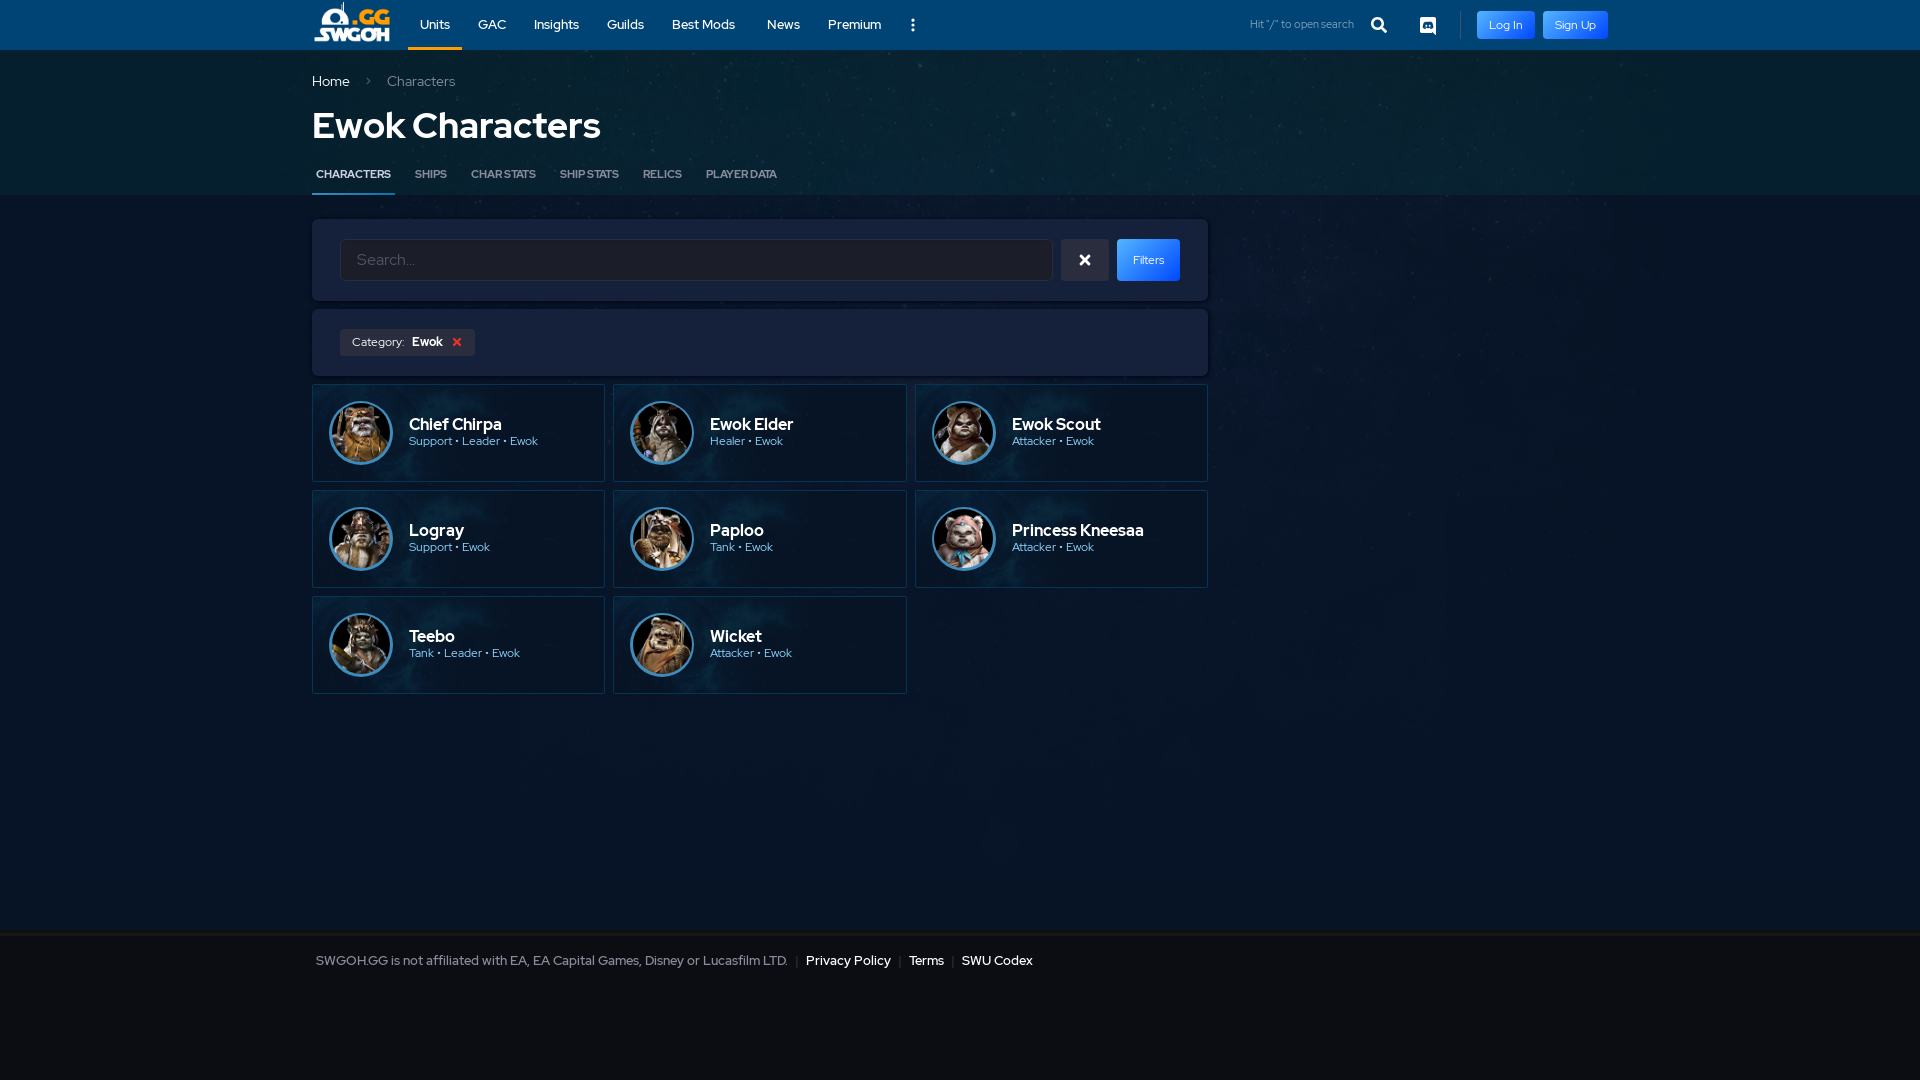 .GG
SWGOH
Units GAC Insights Guilds Best Mods News Premium
Hit "/" to open search
Log In Sign Up
Home > Characters
Ewok Characters
CHARACTERS SHIPS CHAR STATS SHIP STATS RELICS PLAYER DATA
Search...
Filters
Category: Ewok
Chief Chirpa
Support • Leader • Ewok
Ewok Elder
Healer • Ewok
Ewok Scout
Attacker • Ewok
Logray
Support • Ewok
Paploo
Tank • Ewok
Princess Kneesaa
Attacker • Ewok
Teebo
Tank • Leader • Ewok
Wicket
Attacker • Ewok
SWGOH.GG is not affiliated with EA, EA Capital Games, Disney or Lucasfilm LTD. | Privacy Policy | Terms | SWU Codex